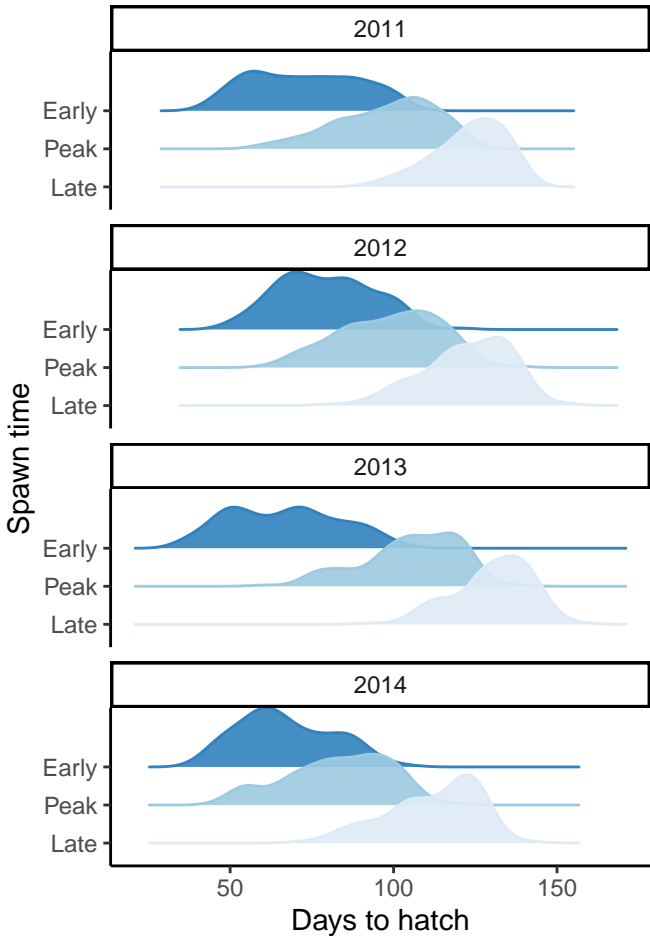 2011
Early
Peak
Late
2012
Early
Peak
Late
2013
Early
Peak
Late
2014
Early
Peak
Late
Spawn time
50 100 150
Days to hatch